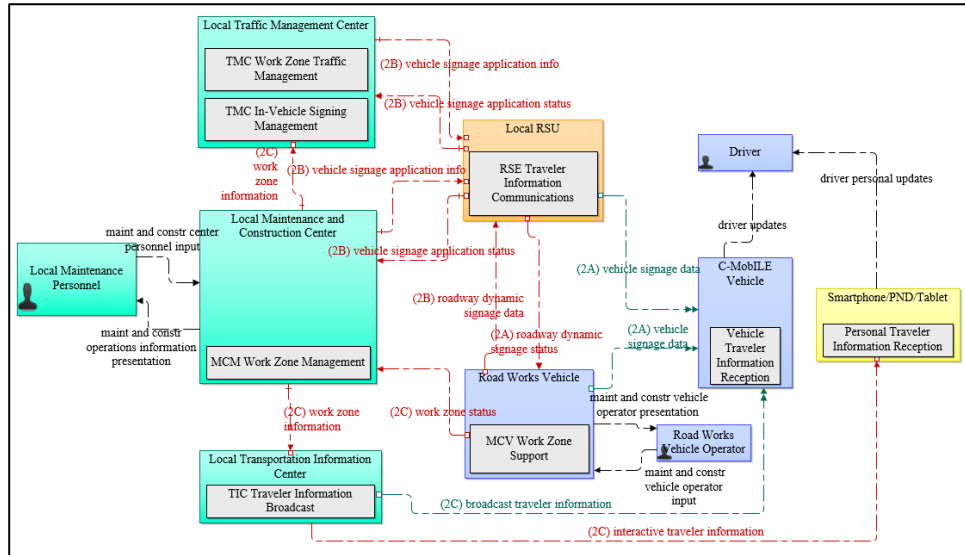 Local Traffic Management Center
TMC Work Zone Traffic
Management
TMC In-Vehicle Signing
Management
(2B) vehicle signage application info
(2B) vehicle signage application status
(2C)
work
zone
information
(2B) vehicle signage application info
Local RSU
RSE Traveler
Information
Communications
Driver
driver personal updates
driver updates
Local Maintenance and
Construction Center
MCM Work Zone Management
maint and constr center
personnel input
Local Maintenance
Personnel
maint and constr
operations information
presentation
(2B) vehicle signage application status
(2B) roadway dynamic
signage data
(2A) roadway dynamic
signage status
(2A) vehicle signage data
(2A) vehicle
signage data
C-MobILE
Vehicle
Vehicle
Traveler
Information
Reception
Smartphone/PND/Tablet
Personal Traveler
Information Reception
Road Works Vehicle
MCV Work Zone
Support
(2C) work zone status
maint and constr vehicle
operator presentation
Road Works
Vehicle Operator
maint and constr
vehicle operator
input
(2C) work zone
information
Local Transportation Information
Center
TIC Traveler Information
Broadcast
(2C) broadcast traveler information
(2C) interactive traveler information